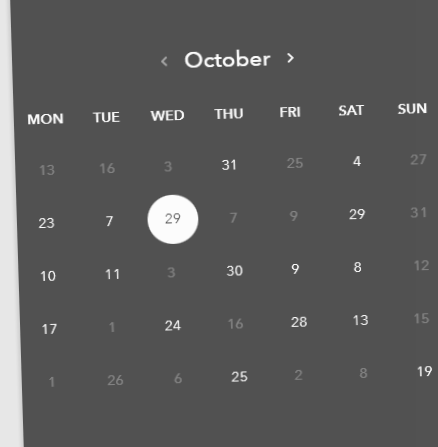 ‹ October ›
MON TUE WED THU FRI SAT SUN
13 16 3 31 25 4 27
23 7 29 7 9 29 31
10 11 3 30 9 8 12
17 1 24 16 28 13 15
1 26 6 25 2 8 19